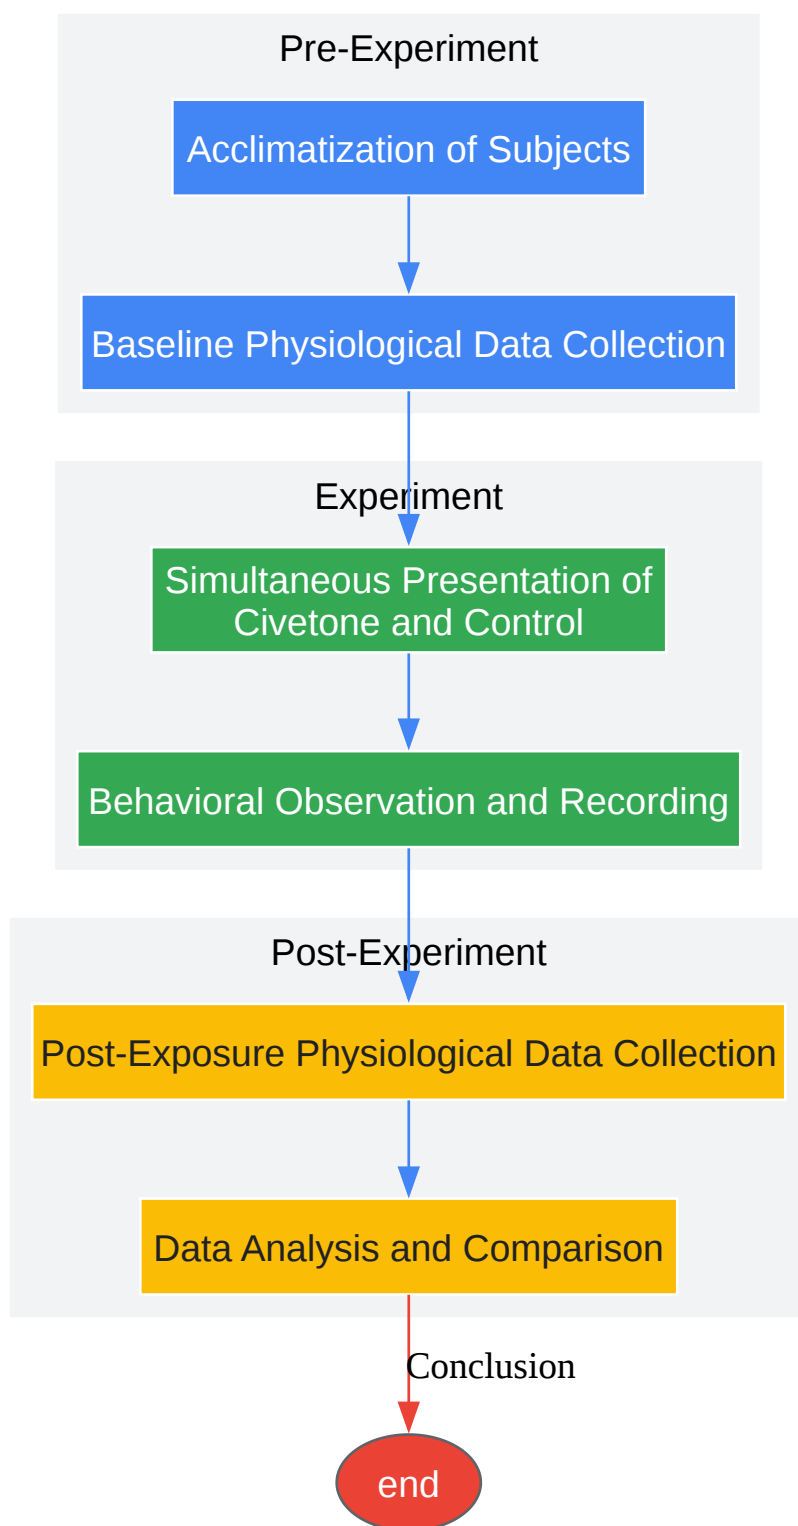 Pre-Experiment
Acclimatization of Subjects
Baseline Physiological Data Collection
Experiment
Simultaneous Presentation of
Civetone and Control
Behavioral Observation and Recording
Post-Experiment
Post-Exposure Physiological Data Collection
Data Analysis and Comparison
Conclusion
end